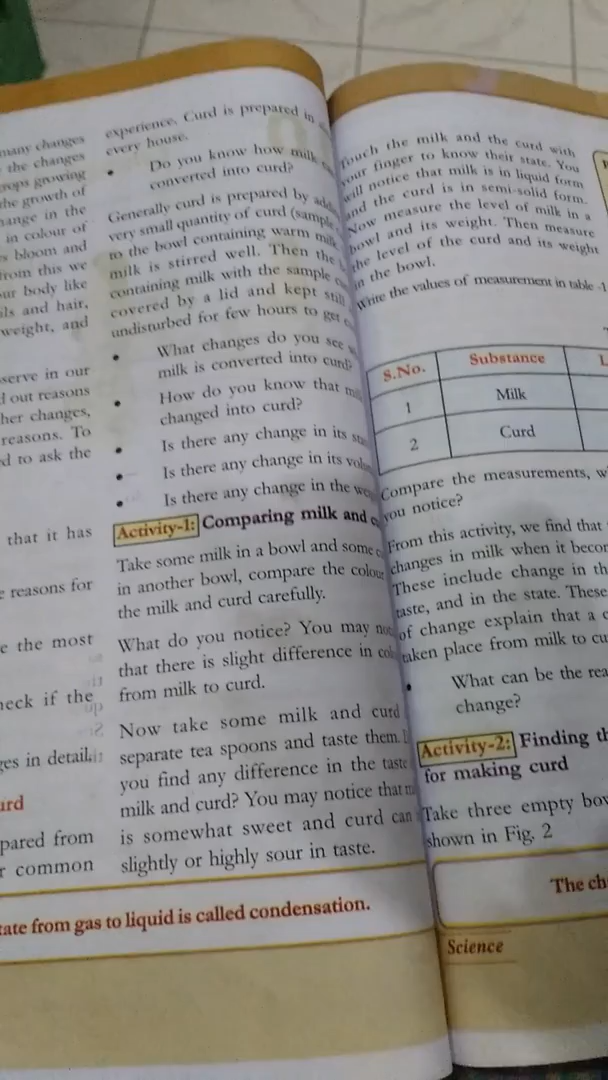 many changes
the changes
crops growing
the growth of
change in the
in colour of
bloom and
from this we
our body like
nails and hair,
weight, and
serve in our
out reasons
her changes,
reasons. To
to ask the
that it has
reasons for
the most
check if the
ges in detail.
urd
pared from
common
experience. Curd is prepared in
every house.
• Do you know how milk
converted into curd?
Generally curd is prepared by
very small quantity of curd (sample
to the bowl containing warm milk
milk is stirred well. Then the
containing milk with the sample
covered by a lid and kept still
undisturbed for few hours to get
• What changes do you see
milk is converted into curd?
• How do you know that
changed into curd?
• Is there any change in its
• Is there any change in its
• Is there any change in the
Activity-1: Comparing milk and
Take some milk in a bowl and some
in another bowl, compare the colour
the milk and curd carefully.
What do you notice? You may
that there is slight difference in
from milk to curd.
Now take some milk and curd
separate tea spoons and taste them.
you find any difference in the taste
milk and curd? You may notice that
is somewhat sweet and curd can
slightly or highly sour in taste.
tate from gas to liquid is called condensation.
Touch the milk and the curd with
your finger to know their state. You
will notice that milk is in liquid form
and the curd is in semi-solid form.
Now measure the level of milk in a
bowl and its weight. Then measure
the level of the curd and its weight
in the bowl.
Write the values of measurement in table -1
S.No. Substance L
1 Milk
2 Curd
Compare the measurements,
you notice?
From this activity, we find that
changes in milk when it
These include change in
taste, and in the state. These
of change explain that a
taken place from milk to
• What can be the
change?
Activity-2: Finding
for making curd
Take three empty
shown in Fig. 2
The
Science